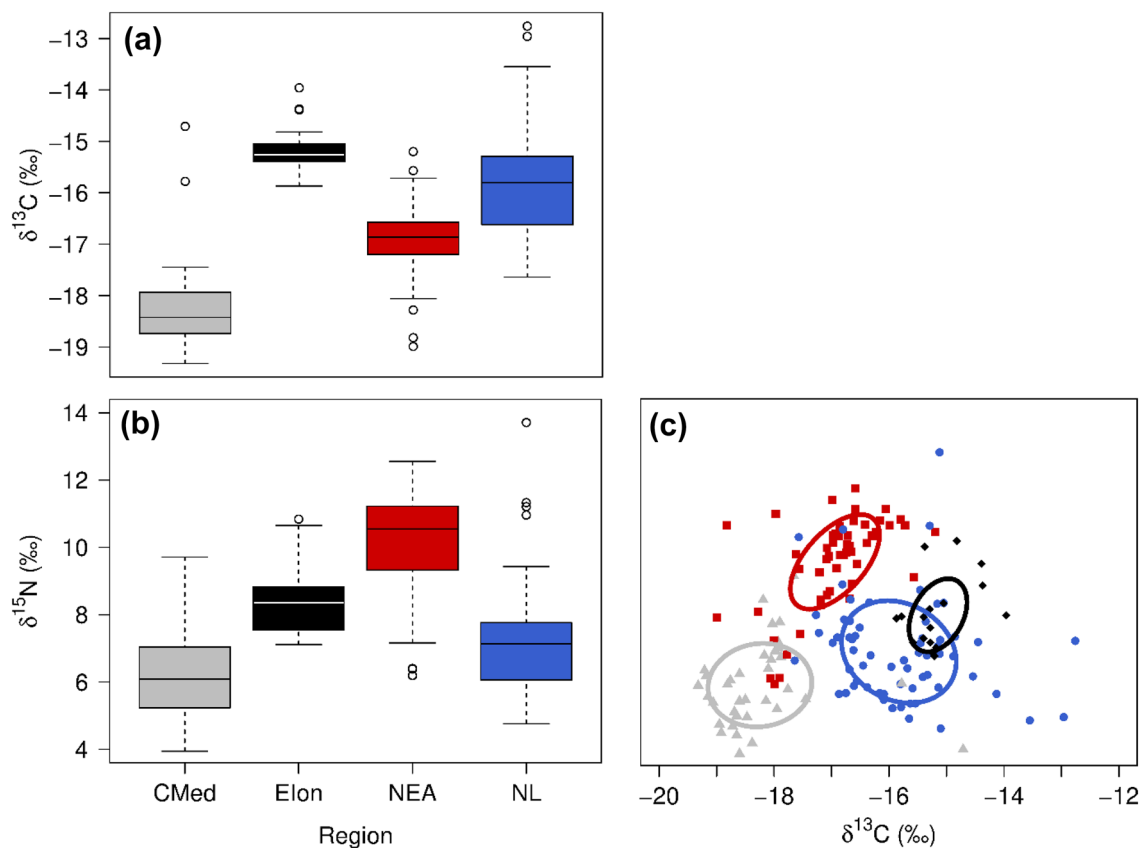 (a)
δ13C (‰)
−13
−14
−15
−16
−17
−18
−19
(b)
δ15N (‰)
14
12
10
8
6
4
CMed Elon NEA NL
Region
(c)
−20 −18 −16 −14 −12
δ13C (‰)